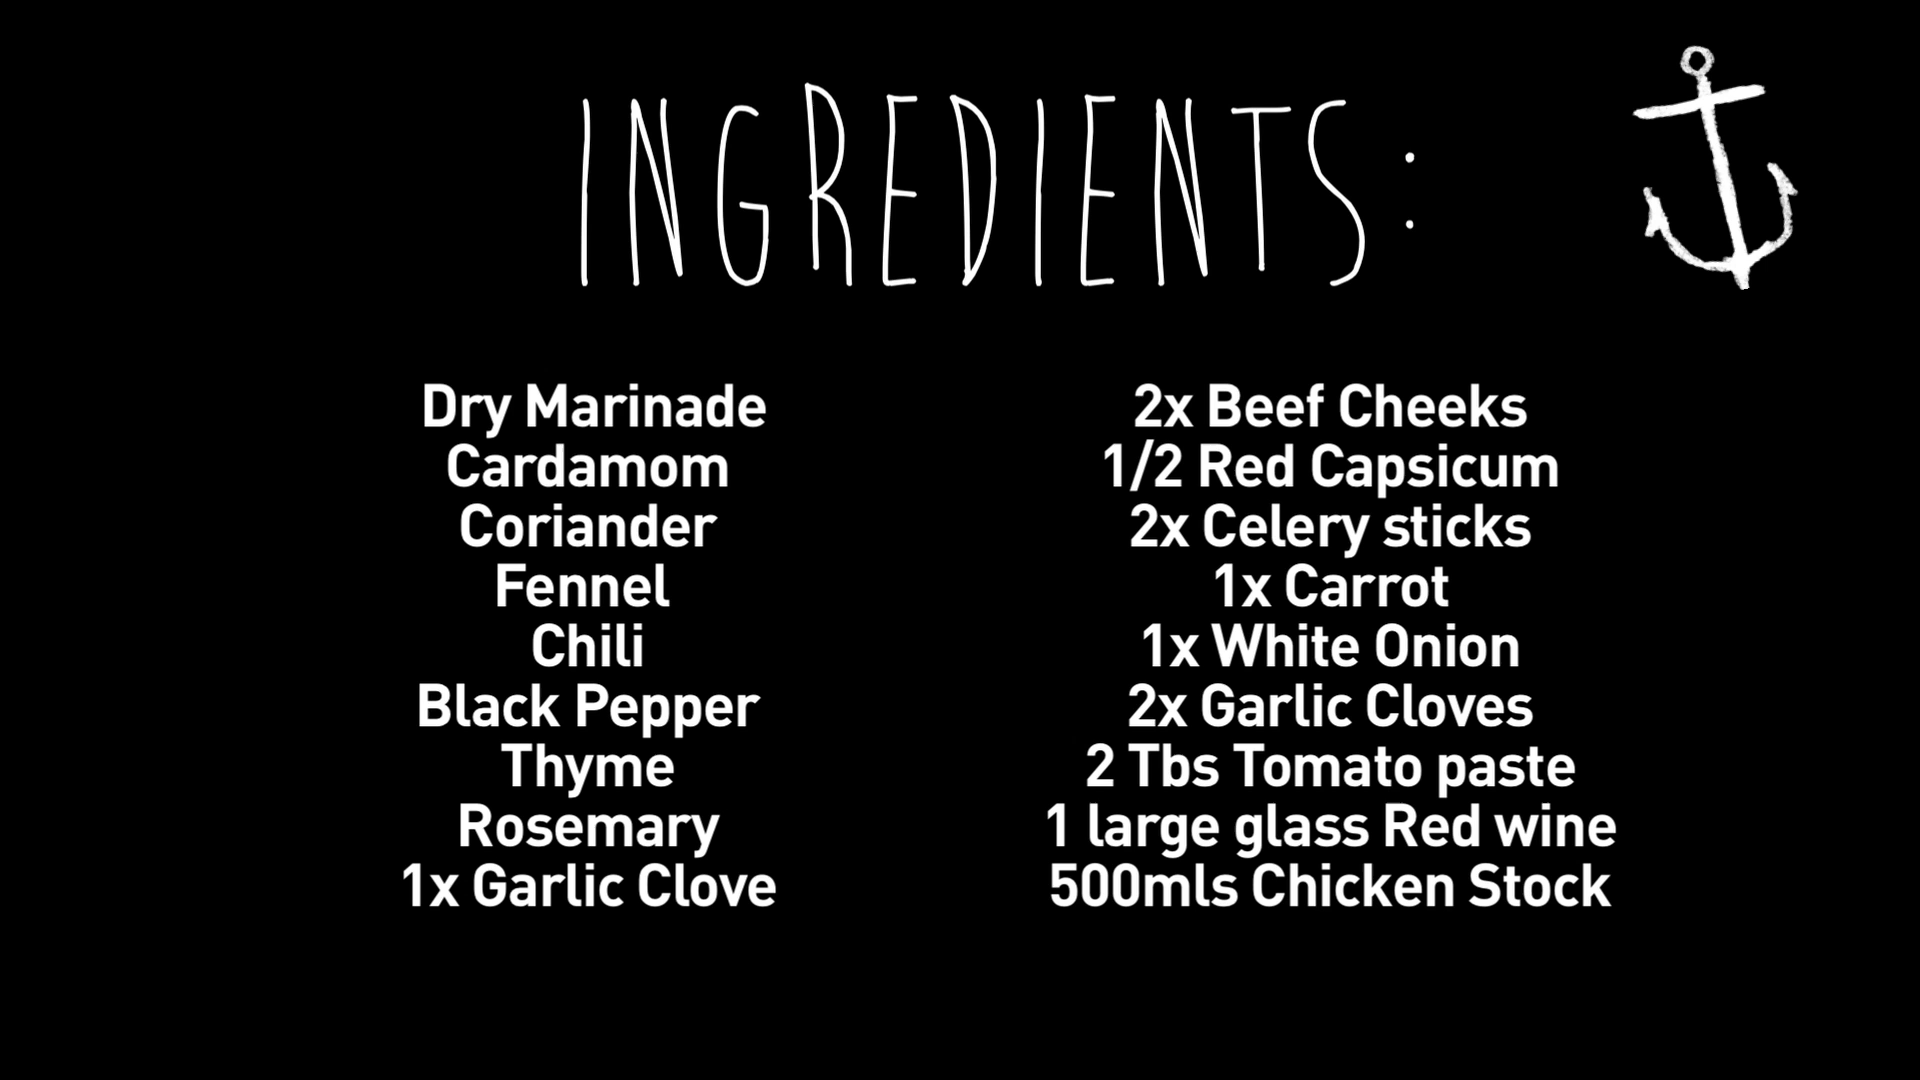 INGREDIENTS:
Dry Marinade
Cardamom
Coriander
Fennel
Chili
Black Pepper
Thyme
Rosemary
1x Garlic Clove
2x Beef Cheeks
1/2 Red Capsicum
2x Celery sticks
1x Carrot
1x White Onion
2x Garlic Cloves
2 Tbs Tomato paste
1 large glass Red wine
500mls Chicken Stock